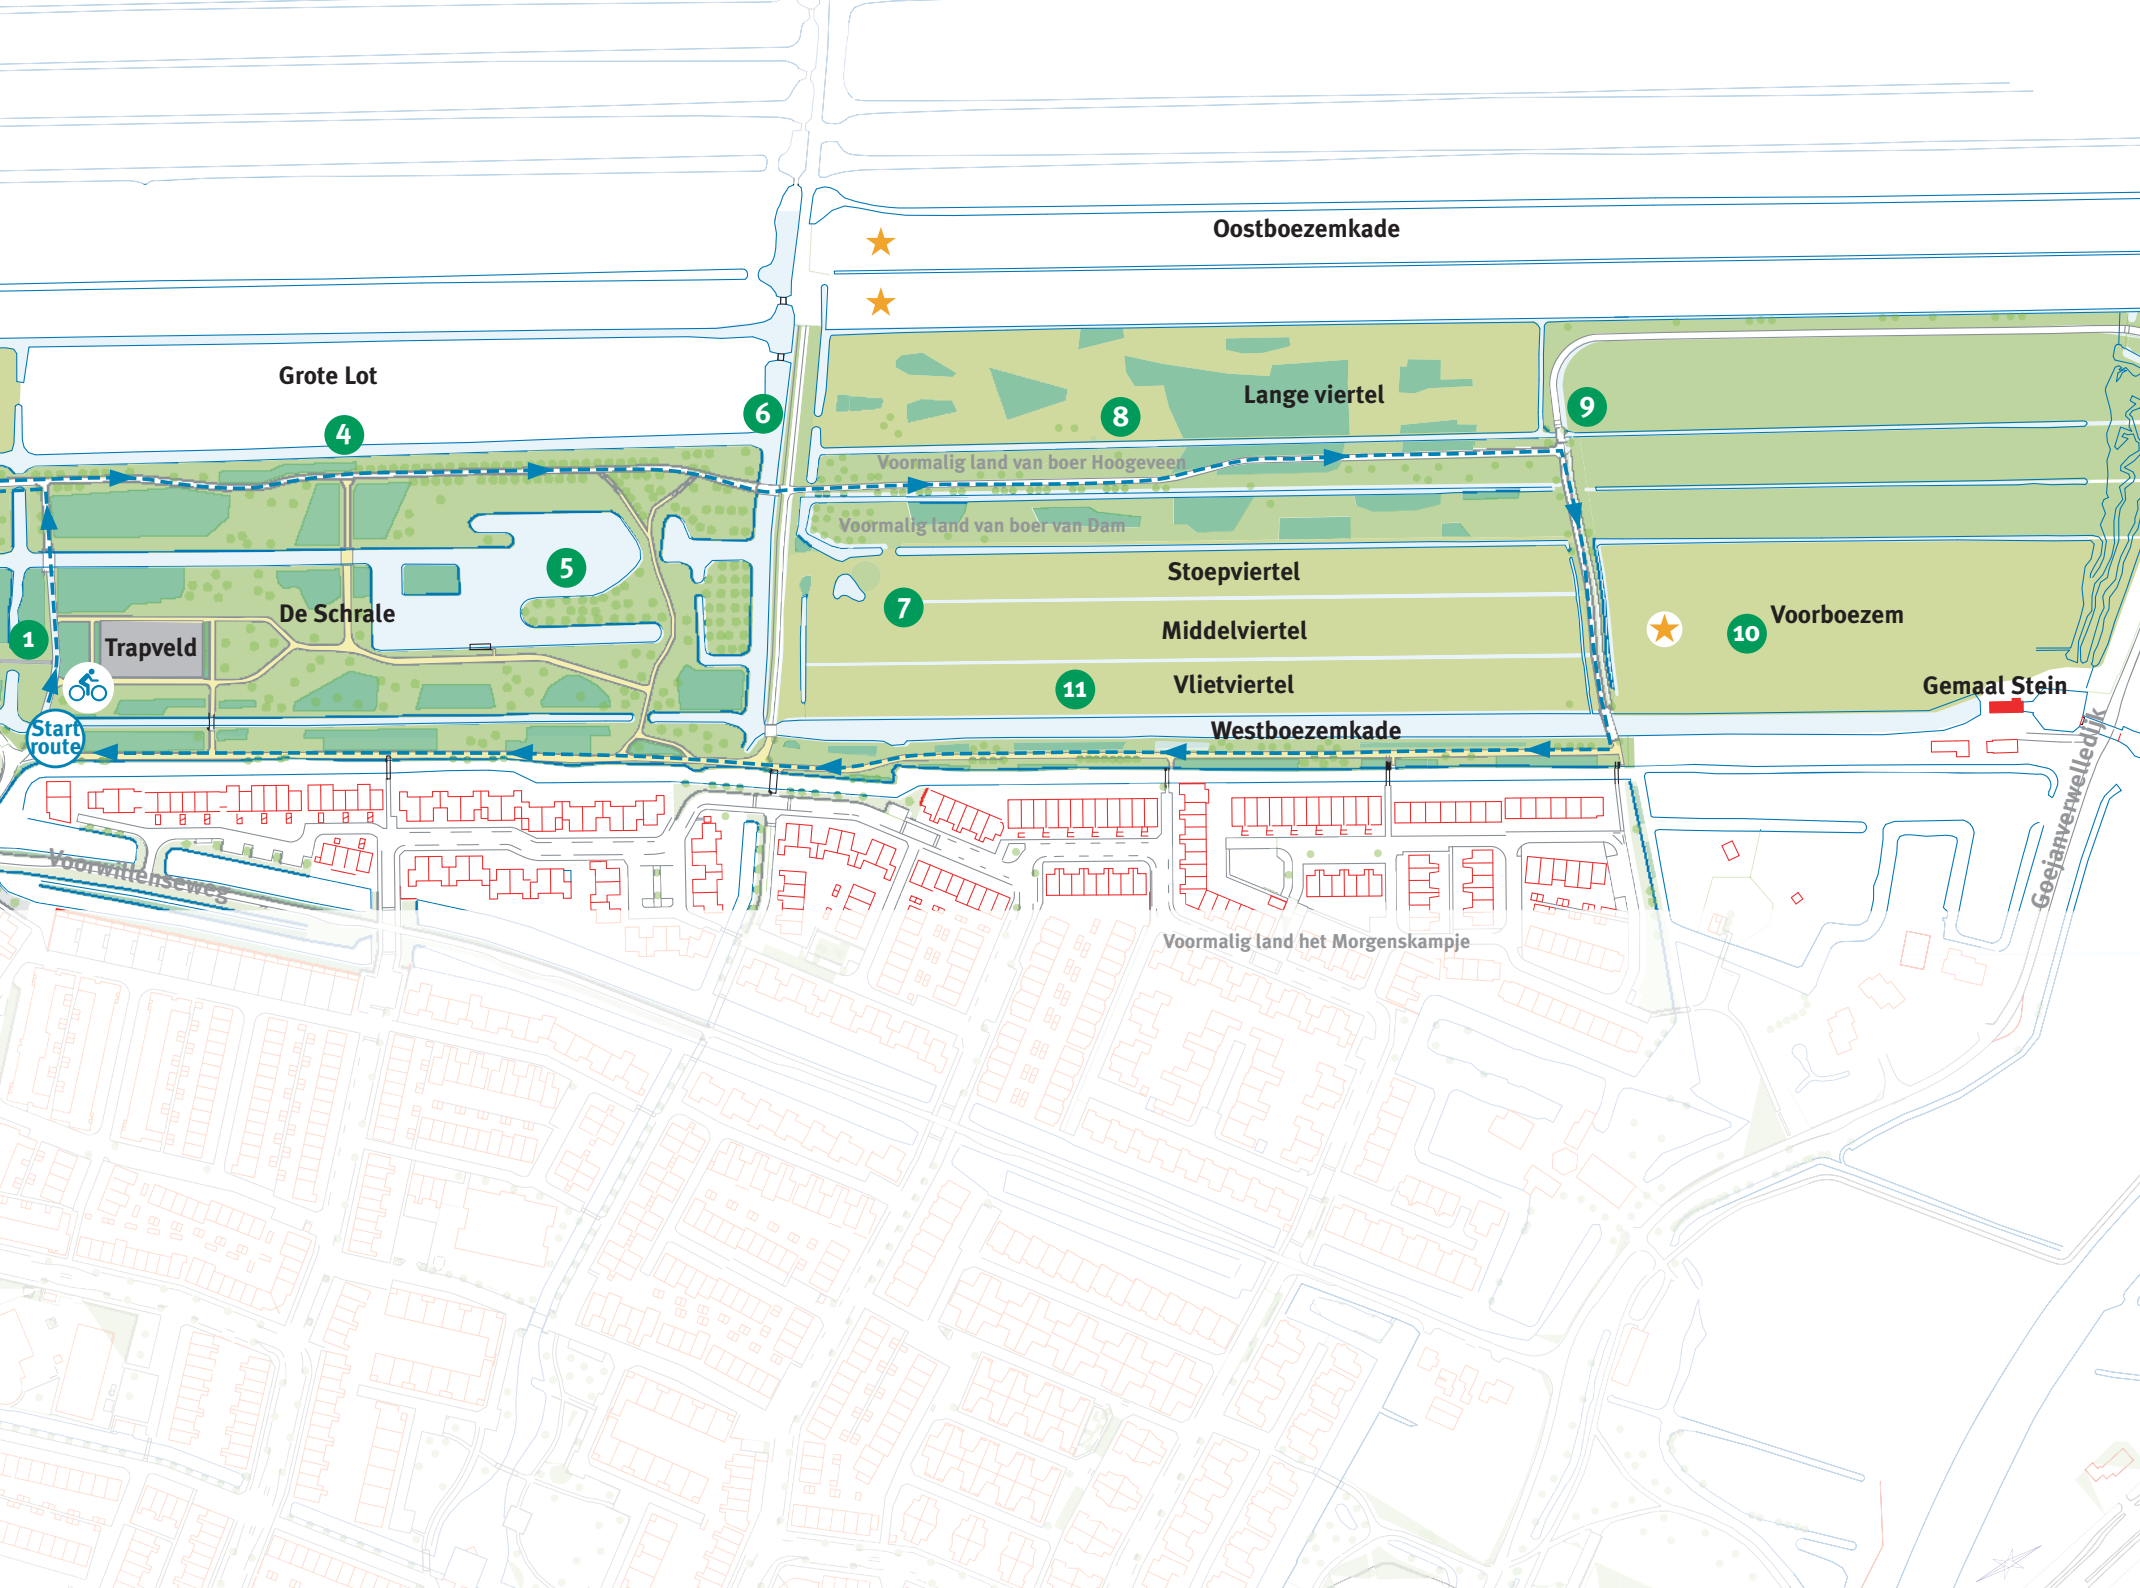 Oostboezemkade
Grote Lot
Lange viertel
4
6
8
9
Voormalig land van boer Hoogeveen
Voormalig land van boer van Dam
5
Stoepviertel
7
De Schrale
Voorboezem
10
1
Trapveld
Middelviertel
11
Vlietviertel
Gemaal Stein
Start
route
Westboezemkade
Goejanverwelledijk
Voorwillenseweg
Voormalig land het Morgenskampje